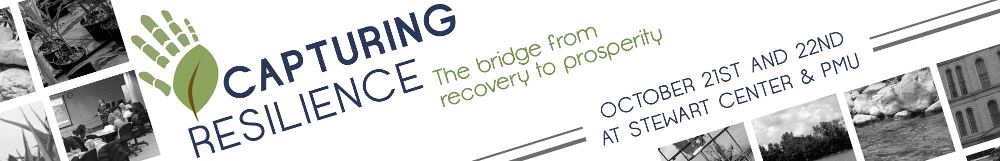 CAPTURING
RESILIENCE
The bridge from
recovery to prosperity
OCTOBER 21ST AND 22ND
AT STEWART CENTER & PMU